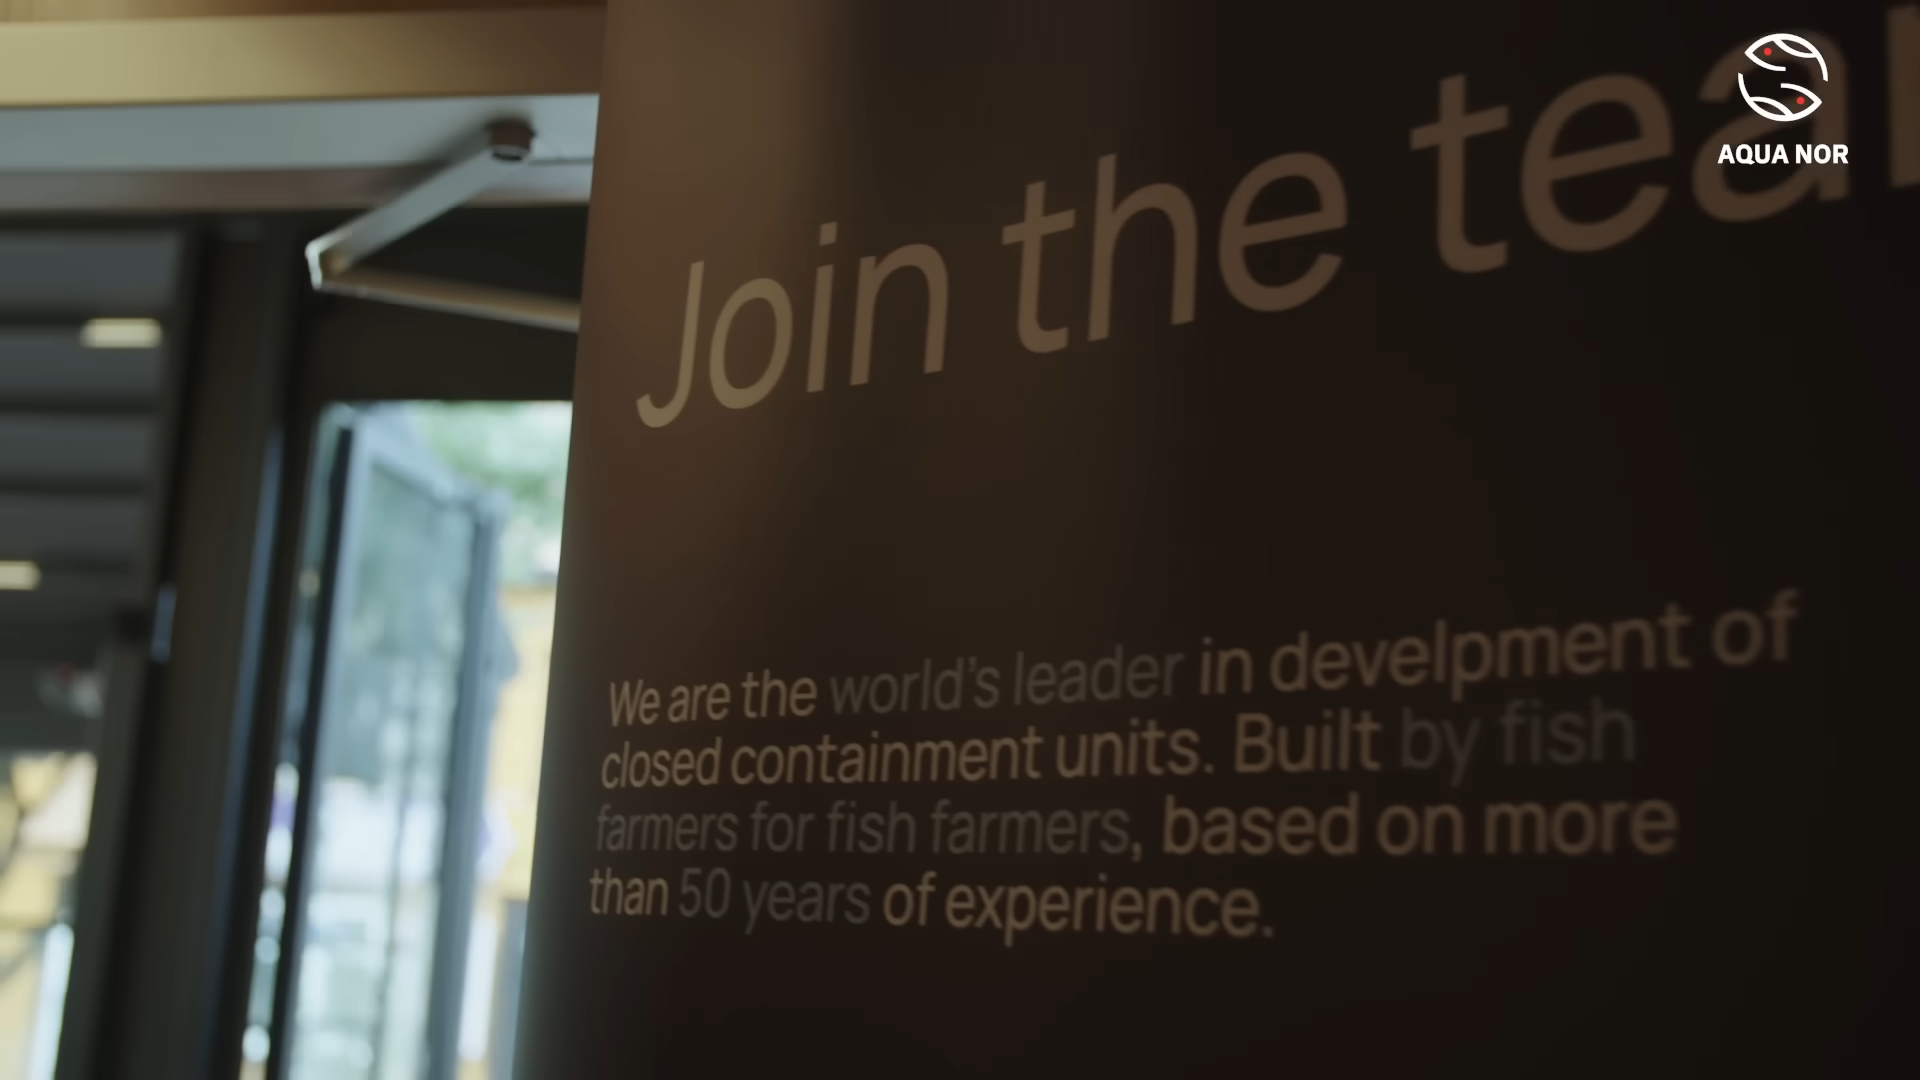 AQUA NOR
Join the team
We are the world's leader in develpment of
closed containment units. Built by fish
farmers for fish farmers, based on more
than 50 years of experience.